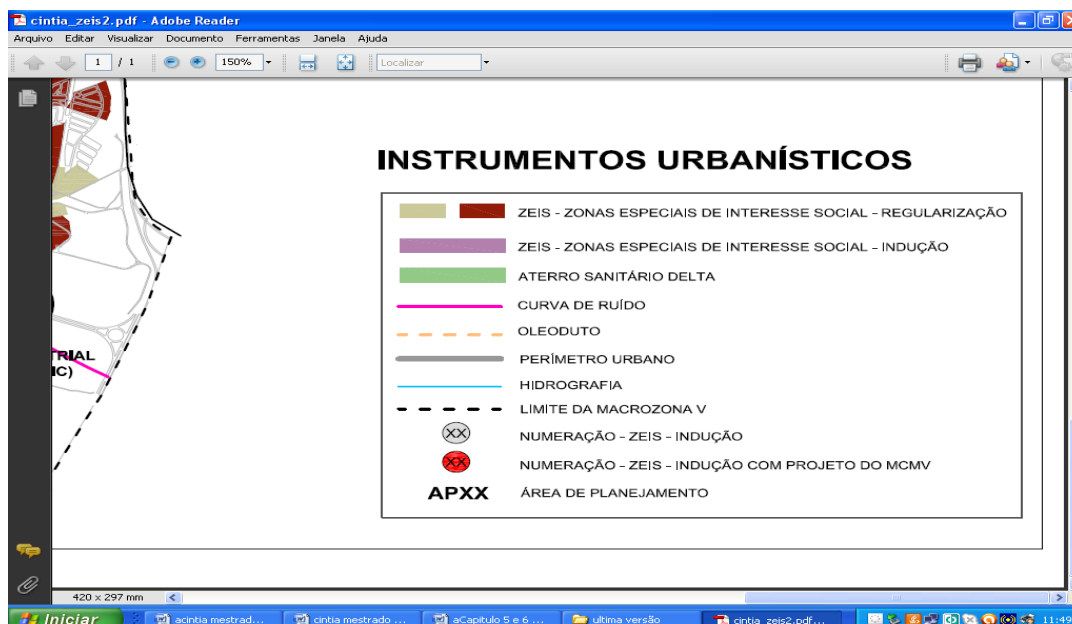 cintia_zeis2.pdf - Adobe Reader
Arquivo Editar Visualizar Documento Ferramentas Janela Ajuda
1 / 1 150% Localizar
INSTRUMENTOS URBANÍSTICOS
ZEIS - ZONAS ESPECIAIS DE INTERESSE SOCIAL - REGULARIZAÇÃO
ZEIS - ZONAS ESPECIAIS DE INTERESSE SOCIAL - INDUÇÃO
ATERRO SANITÁRIO DELTA
CURVA DE RUÍDO
OLEODUTO
PERÍMETRO URBANO
HIDROGRAFIA
LIMITE DA MACROZONA V
XX NUMERAÇÃO - ZEIS - INDUÇÃO
XX NUMERAÇÃO - ZEIS - INDUÇÃO COM PROJETO DO MCMV
APXX ÁREA DE PLANEJAMENTO
TRIAL
IC)
420 x 297 mm
Iniciar acintia mestrad... cintia mestrado ... aCapitulo 5 e 6 ... ultima versão cintia_zeis2.pdf... 11:49